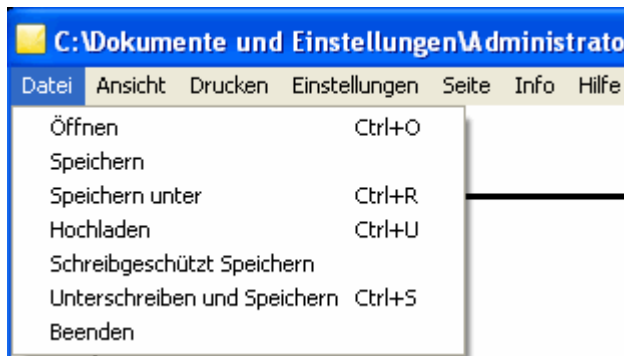 C:\Dokumente und Einstellungen\Administrato
Datei Ansicht Drucken Einstellungen Seite Info Hilfe
Öffnen Ctrl+O
Speichern
Speichern unter Ctrl+R
Hochladen Ctrl+U
Schreibgeschützt Speichern
Unterschreiben und Speichern Ctrl+S
Beenden